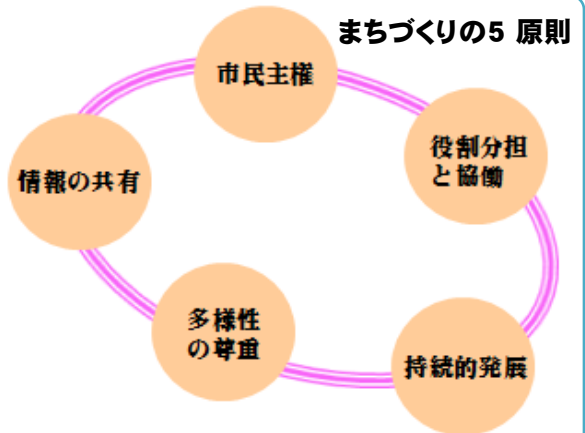 まちづくりの5 原則
市民主権
役割分担
と協働
持続的発展
多様性
の尊重
情報の共有